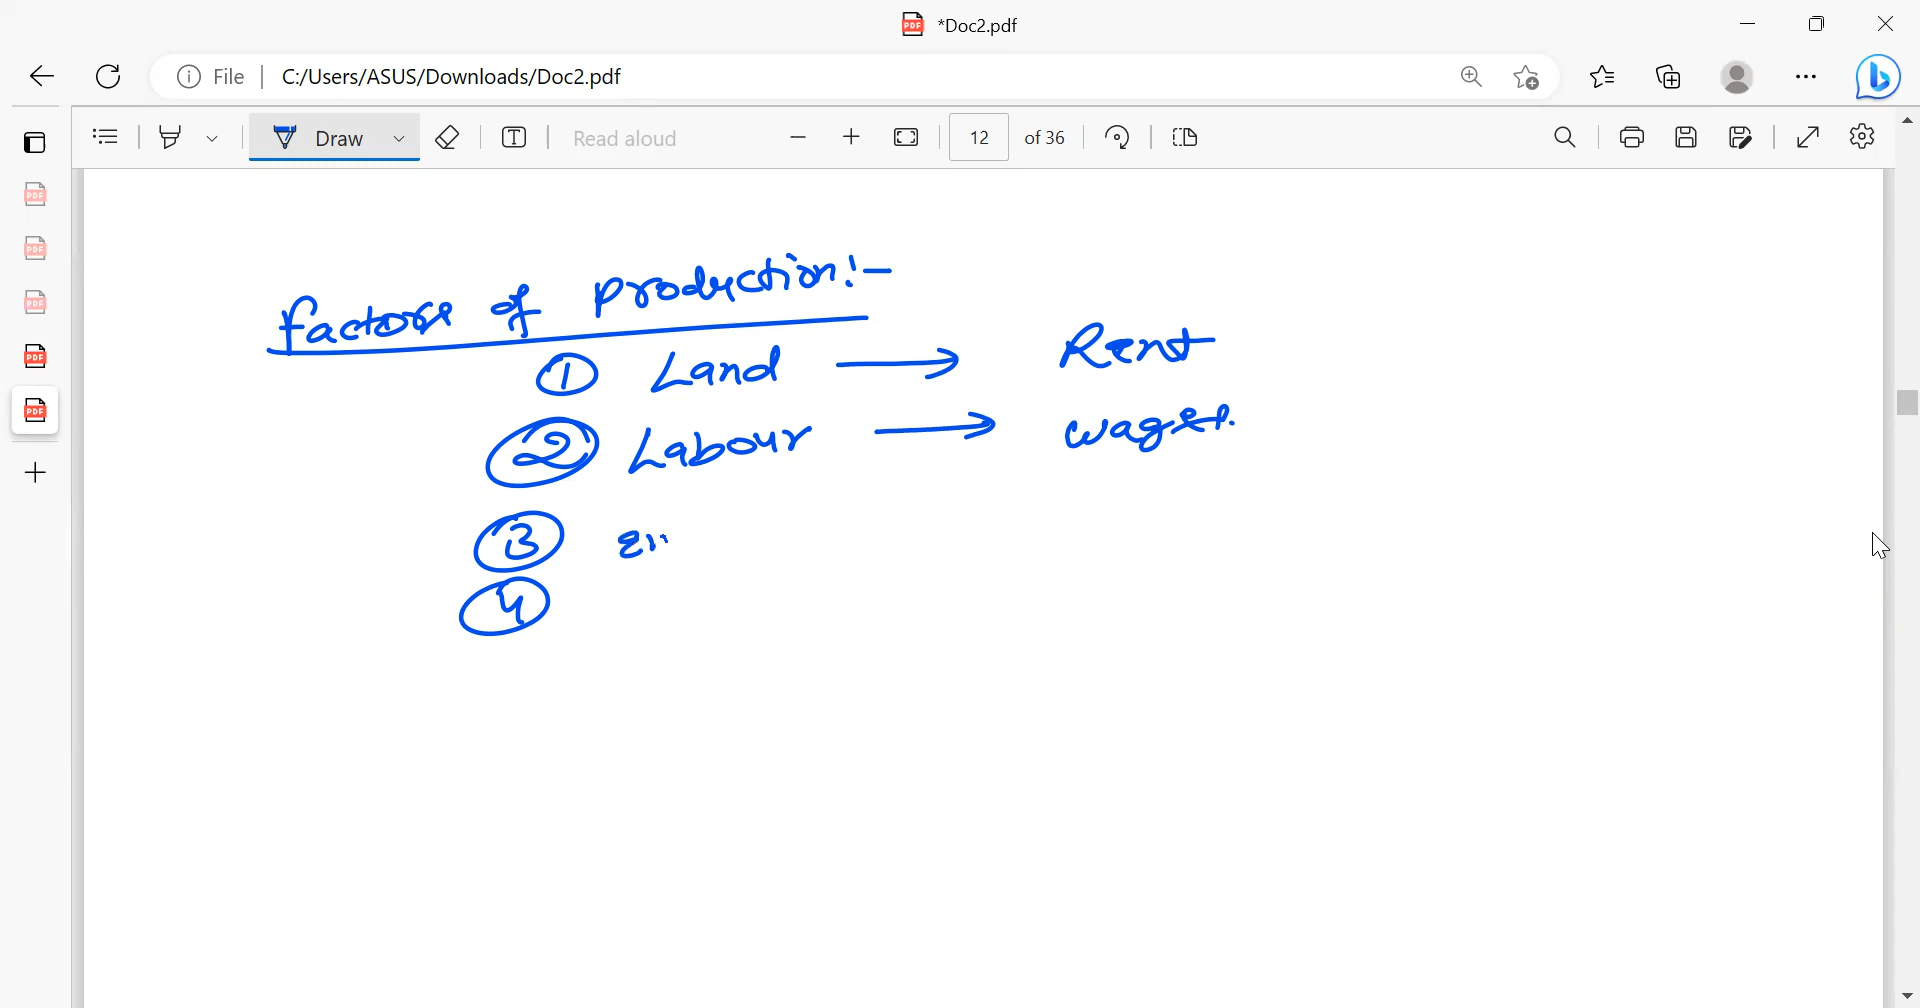 *Doc2.pdf
File C:/Users/ASUS/Downloads/Doc2.pdf
Draw Read aloud 12 of 36
factors of production:-
1 Land → Rent
2 Labour → wages.
3 En
4